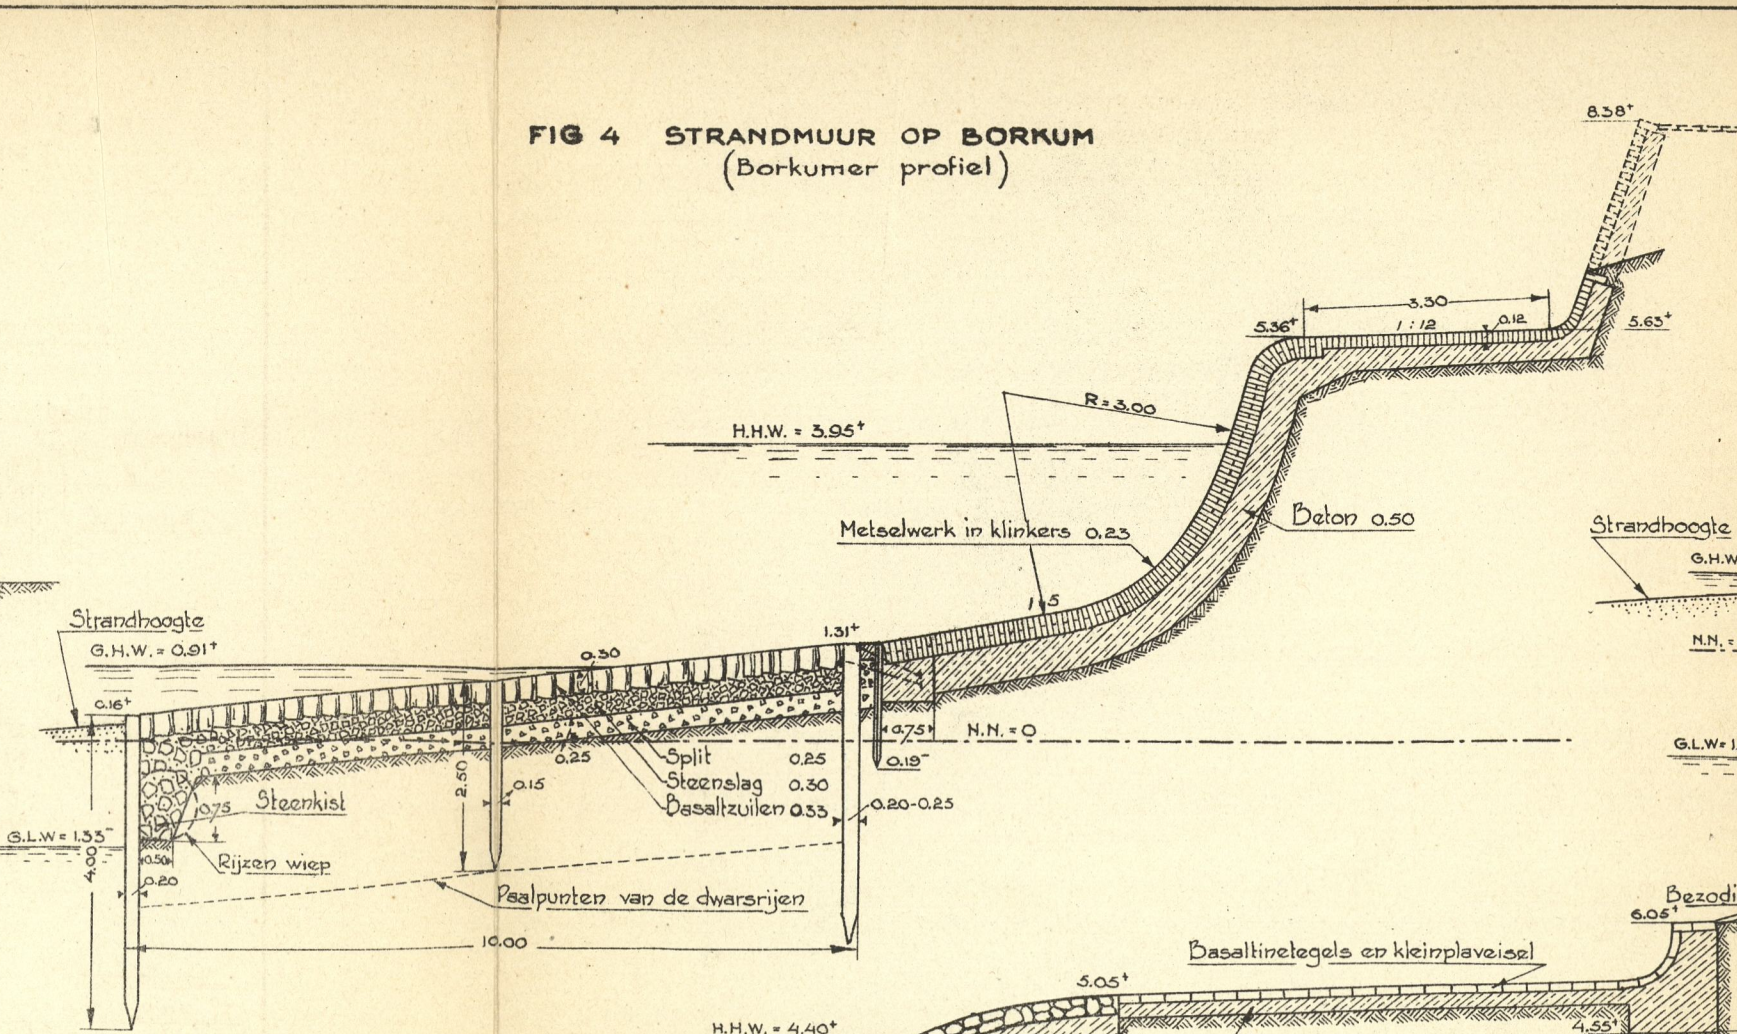 FIG 4 STRANDMUUR OP BORKUM
(Borkumer profiel)
8.38+
3.30
5.36+
1:12
0.12
5.63+
R=3.00
H.H.W. = 3.95+
Metselwerk in klinkers 0.23
Beton 0.50
Strandhoogte
G.H.W
N.N. =
G.L.W= 1.
1:5
Strandhoogte
G.H.W. = 0.91+
1.31+
0.30
0.16+
0.75
N.N. = 0
0.19-
0.25
Split 0.25
Steenslag 0.30
Basaltzuilen 0.33
2.50
0.15
0.20-0.25
0.75
Steenkist
G.L.W = 1.33-
4.00
0.50
Rijzen wiep
0.20
Paalpunten van de dwarsrijen
10.00
Bezodi
6.05+
Basaltinetegels en kleinplaveisel
5.05+
H.H.W. = 4.40+
4.55+